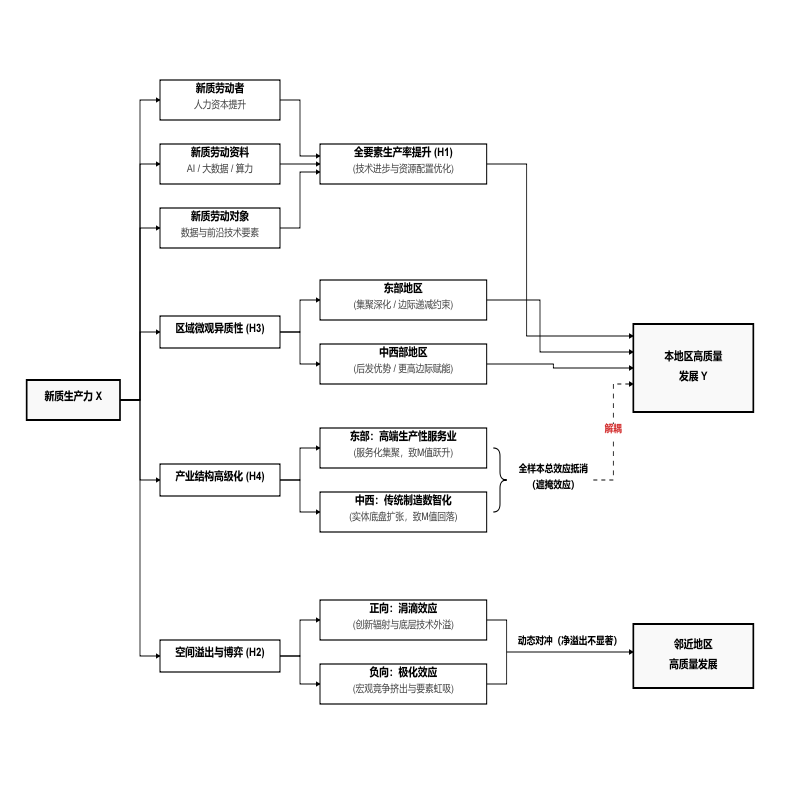 新质劳动者
人力资本提升
新质劳动资料
AI / 大数据 / 算力
新质劳动对象
数据与前沿技术要素
全要素生产率提升 (H1)
(技术进步与资源配置优化)
区域微观异质性 (H3)
东部地区
(集聚深化 / 边际递减约束)
中西部地区
(后发优势 / 更高边际赋能)
本地区高质量
发展 Y
新质生产力 X
产业结构高级化 (H4)
东部：高端生产性服务业
(服务化集聚，致M值跃升)
中西：传统制造数智化
(实体底盘扩张，致M值回落)
全样本总效应抵消
（遮掩效应）
解耦
空间溢出与博弈 (H2)
正向：涓滴效应
(创新辐射与底层技术外溢)
负向：极化效应
(宏观竞争挤出与要素虹吸)
动态对冲（净溢出不显著）
邻近地区
高质量发展